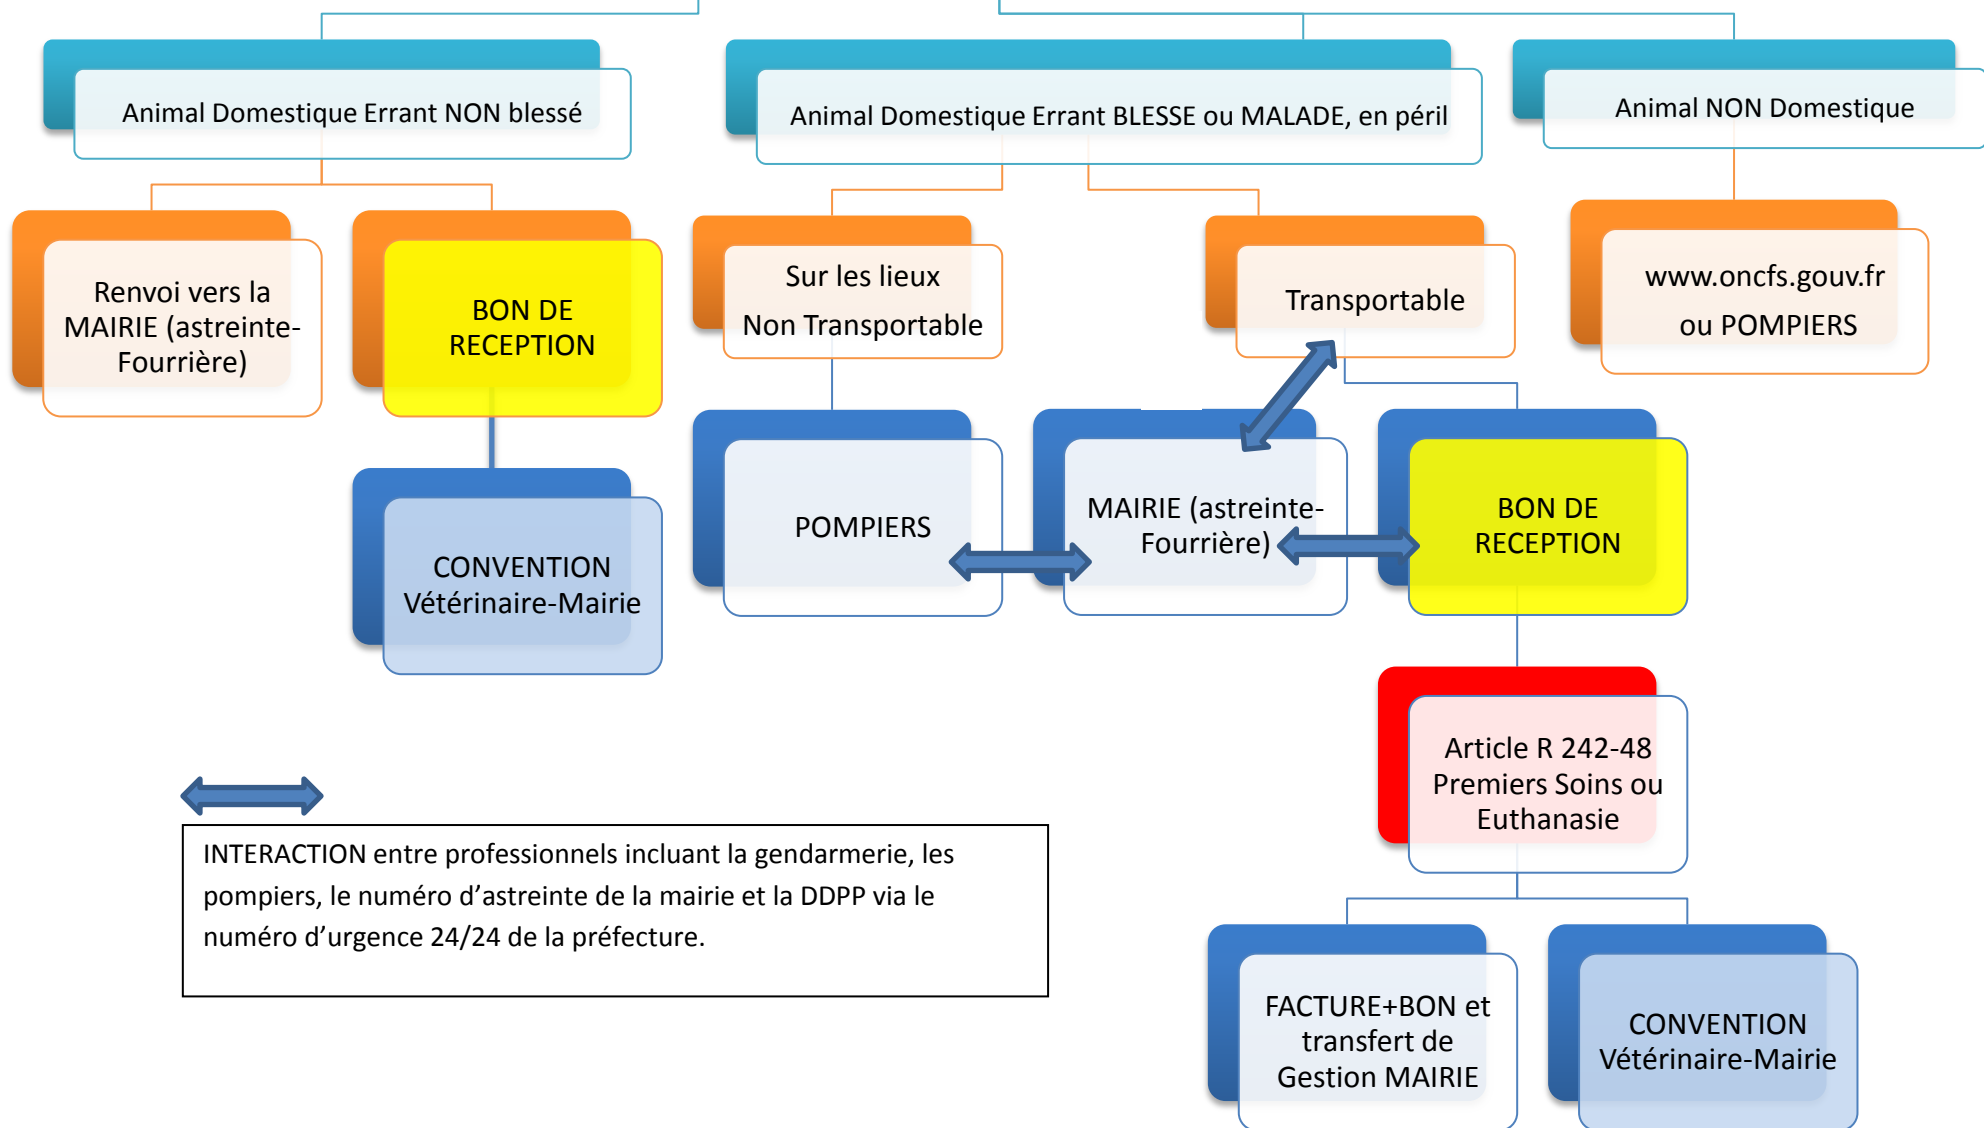 Animal Domestique Errant NON blessé
Animal Domestique Errant BLESSE ou MALADE, en péril
Animal NON Domestique
Renvoi vers la
MAIRIE (astreinte-
Fourrière)
BON DE
RECEPTION
Sur les lieux
Non Transportable
Transportable
www.oncfs.gouv.fr
ou POMPIERS
CONVENTION
Vétérinaire-Mairie
POMPIERS
MAIRIE (astreinte-
Fourrière)
BON DE
RECEPTION
Article R 242-48
Premiers Soins ou
Euthanasie
INTERACTION entre professionnels incluant la gendarmerie, les
pompiers, le numéro d’astreinte de la mairie et la DDPP via le
numéro d’urgence 24/24 de la préfecture.
FACTURE+BON et
transfert de
Gestion MAIRIE
CONVENTION
Vétérinaire-Mairie